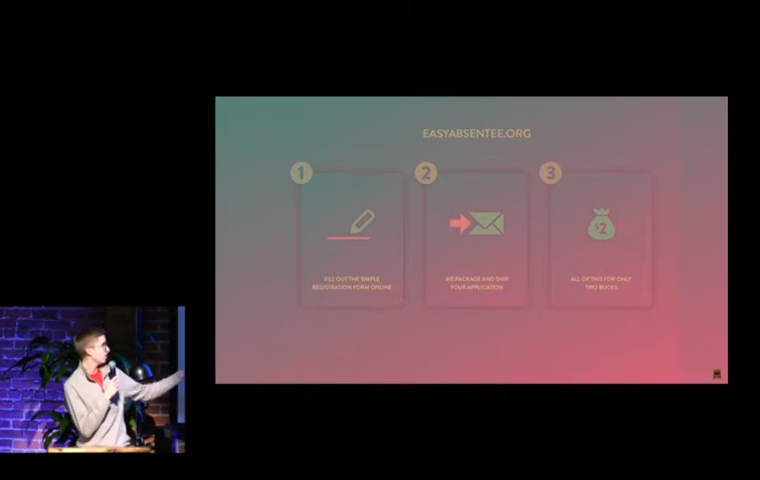 EASYABSENTEE.ORG
1
2
3
$2
FILL OUT THE SIMPLE
REGISTRATION FORM ONLINE
WE PACKAGE AND SHIP
YOUR APPLICATION
ALL OF THIS FOR ONLY
TWO BUCKS